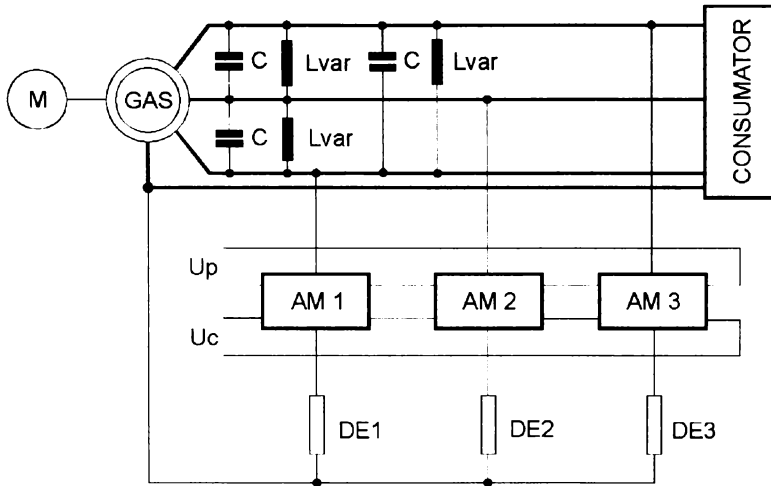 M
GAS
C
Lvar
C
Lvar
C
Lvar
CONSUMATOR
Up
AM 1
AM 2
AM 3
Uc
DE1
DE2
DE3